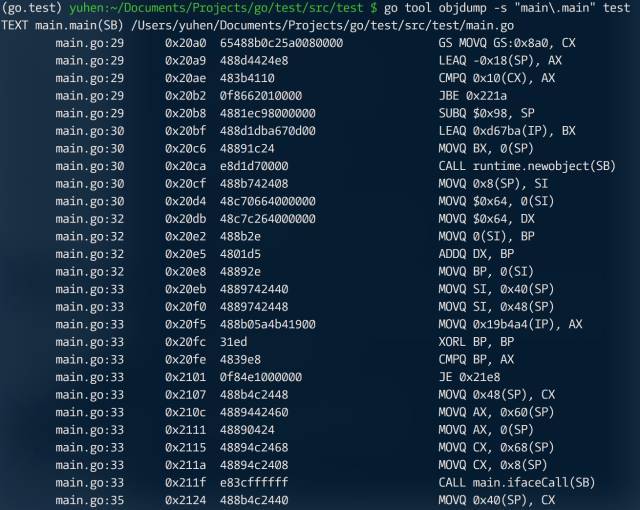 (go.test) yuhen:~/Documents/Projects/go/test/src/test $ go tool objdump -s "main\.main" test
TEXT main.main(SB) /Users/yuhen/Documents/Projects/go/test/src/test/main.go
main.go:29 0x20a0 65488b0c25a0080000 GS MOVQ GS:0x8a0, CX
main.go:29 0x20a9 488d4424e8 LEAQ -0x18(SP), AX
main.go:29 0x20ae 483b4110 CMPQ 0x10(CX), AX
main.go:29 0x20b2 0f8662010000 JBE 0x221a
main.go:29 0x20b8 4881ec98000000 SUBQ $0x98, SP
main.go:30 0x20bf 488d1dba670d00 LEAQ 0xd67ba(IP), BX
main.go:30 0x20c6 48891c24 MOVQ BX, 0(SP)
main.go:30 0x20ca e8d1d70000 CALL runtime.newobject(SB)
main.go:30 0x20cf 488b742408 MOVQ 0x8(SP), SI
main.go:30 0x20d4 48c70664000000 MOVQ $0x64, 0(SI)
main.go:32 0x20db 48c7c264000000 MOVQ $0x64, DX
main.go:32 0x20e2 488b2e MOVQ 0(SI), BP
main.go:32 0x20e5 4801d5 ADDQ DX, BP
main.go:32 0x20e8 48892e MOVQ BP, 0(SI)
main.go:33 0x20eb 4889742440 MOVQ SI, 0x40(SP)
main.go:33 0x20f0 4889742448 MOVQ SI, 0x48(SP)
main.go:33 0x20f5 488b05a4b41900 MOVQ 0x19b4a4(IP), AX
main.go:33 0x20fc 31ed XORL BP, BP
main.go:33 0x20fe 4839e8 CMPQ BP, AX
main.go:33 0x2101 0f84e1000000 JE 0x21e8
main.go:33 0x2107 488b4c2448 MOVQ 0x48(SP), CX
main.go:33 0x210c 4889442460 MOVQ AX, 0x60(SP)
main.go:33 0x2111 48890424 MOVQ AX, 0(SP)
main.go:33 0x2115 48894c2468 MOVQ CX, 0x68(SP)
main.go:33 0x211a 48894c2408 MOVQ CX, 0x8(SP)
main.go:33 0x211f e83cffffff CALL main.ifaceCall(SB)
main.go:35 0x2124 488b4c2440 MOVQ 0x40(SP), CX